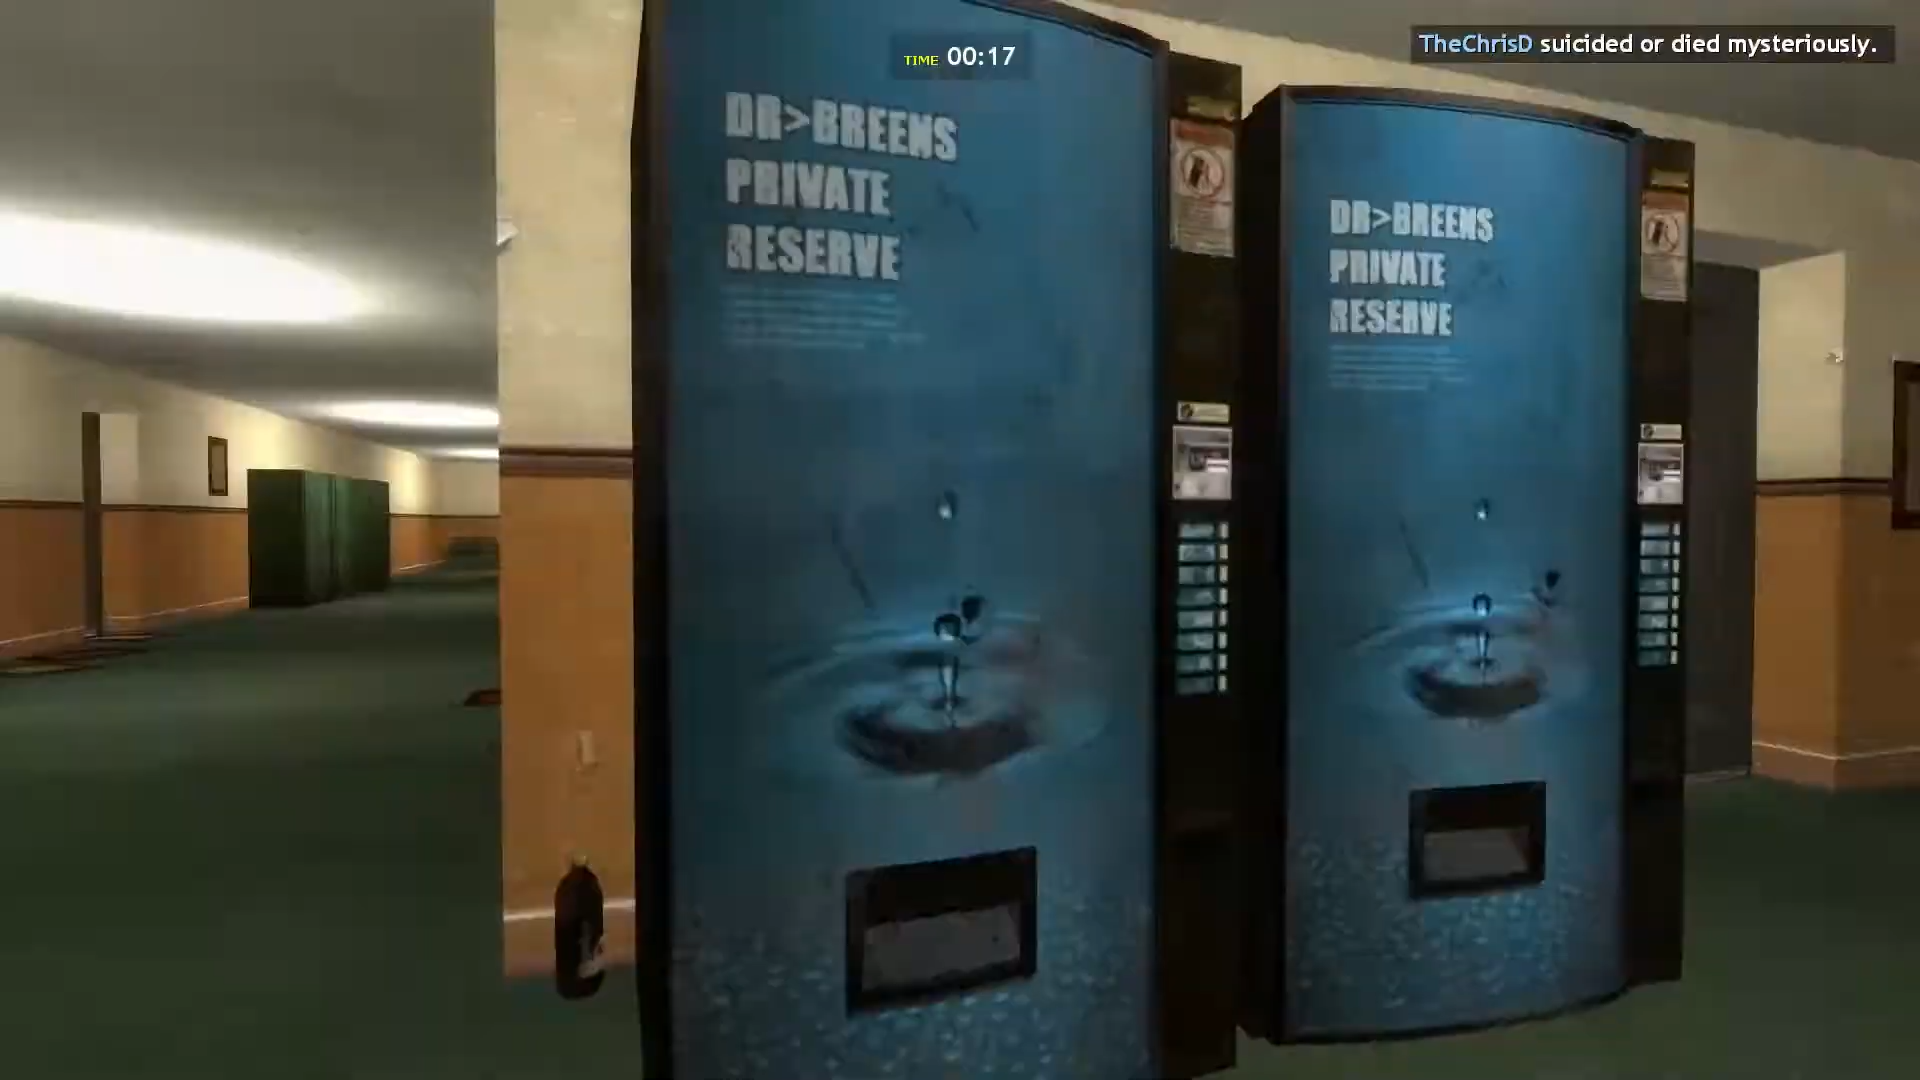 TIME 00:17
TheChrisD suicided or died mysteriously.
DR>BREENS
PRIVATE
RESERVE
DR>BREENS
PRIVATE
RESERVE